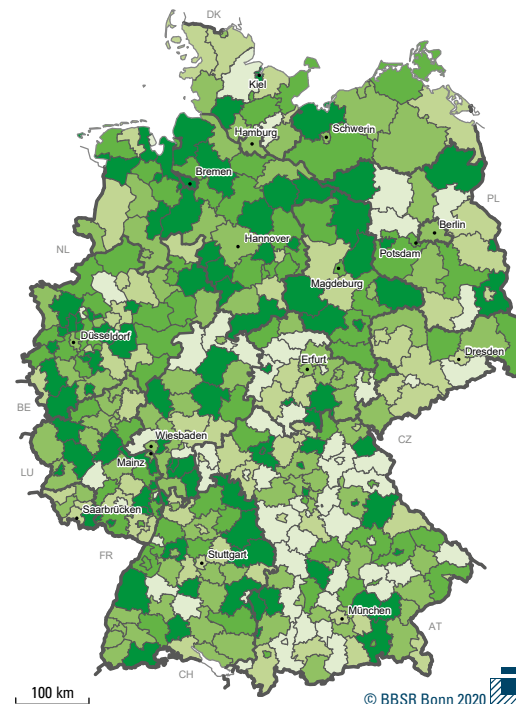 DK
Kiel
Hamburg
Schwerin
Bremen
PL
Berlin
NL
Hannover
Potsdam
Magdeburg
Düsseldorf
Dresden
Erfurt
BE
CZ
Wiesbaden
LU
Mainz
Saarbrücken
FR
Stuttgart
München
AT
CH
100 km
© BBSR Bonn 2020